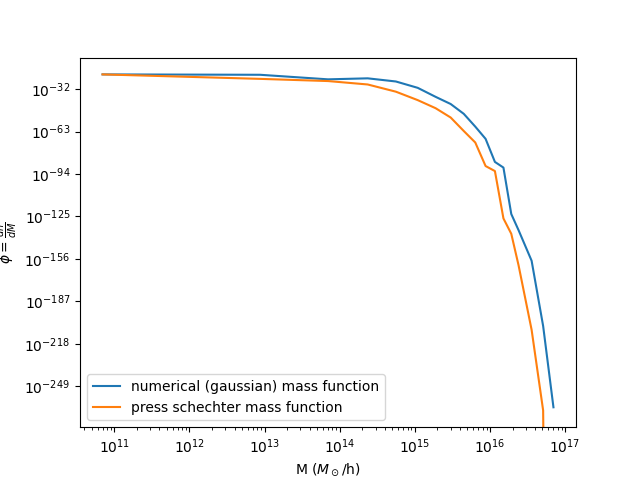 10^{-32}
10^{-63}
10^{-94}
10^{-125}
10^{-156}
10^{-187}
10^{-218}
10^{-249}
ϕ = dn/dM
numerical (gaussian) mass function
press schechter mass function
10^{11} 10^{12} 10^{13} 10^{14} 10^{15} 10^{16} 10^{17}
M (M_⊙/h)